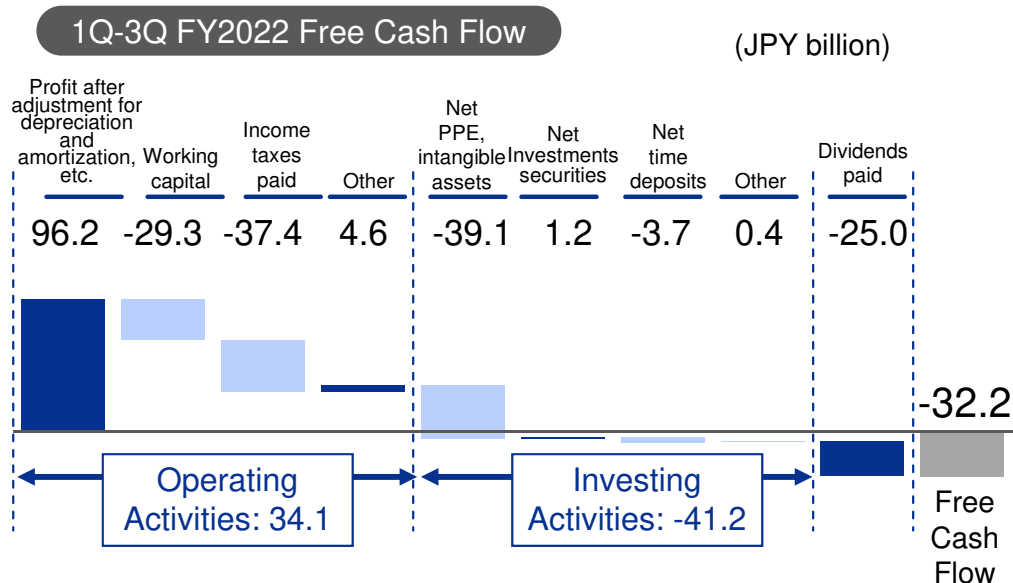 1Q-3Q FY2022 Free Cash Flow
(JPY billion)
Profit after
adjustment for
depreciation
and
amortization,
etc.
Working
capital
Income
taxes
paid
Other
Net
PPE,
intangible
assets
Net
Investments
securities
Net
time
deposits
Other
Dividends
paid
96.2 -29.3 -37.4 4.6 -39.1 1.2 -3.7 0.4 -25.0
-32.2
Operating
Activities: 34.1
Investing
Activities: -41.2
Free
Cash
Flow